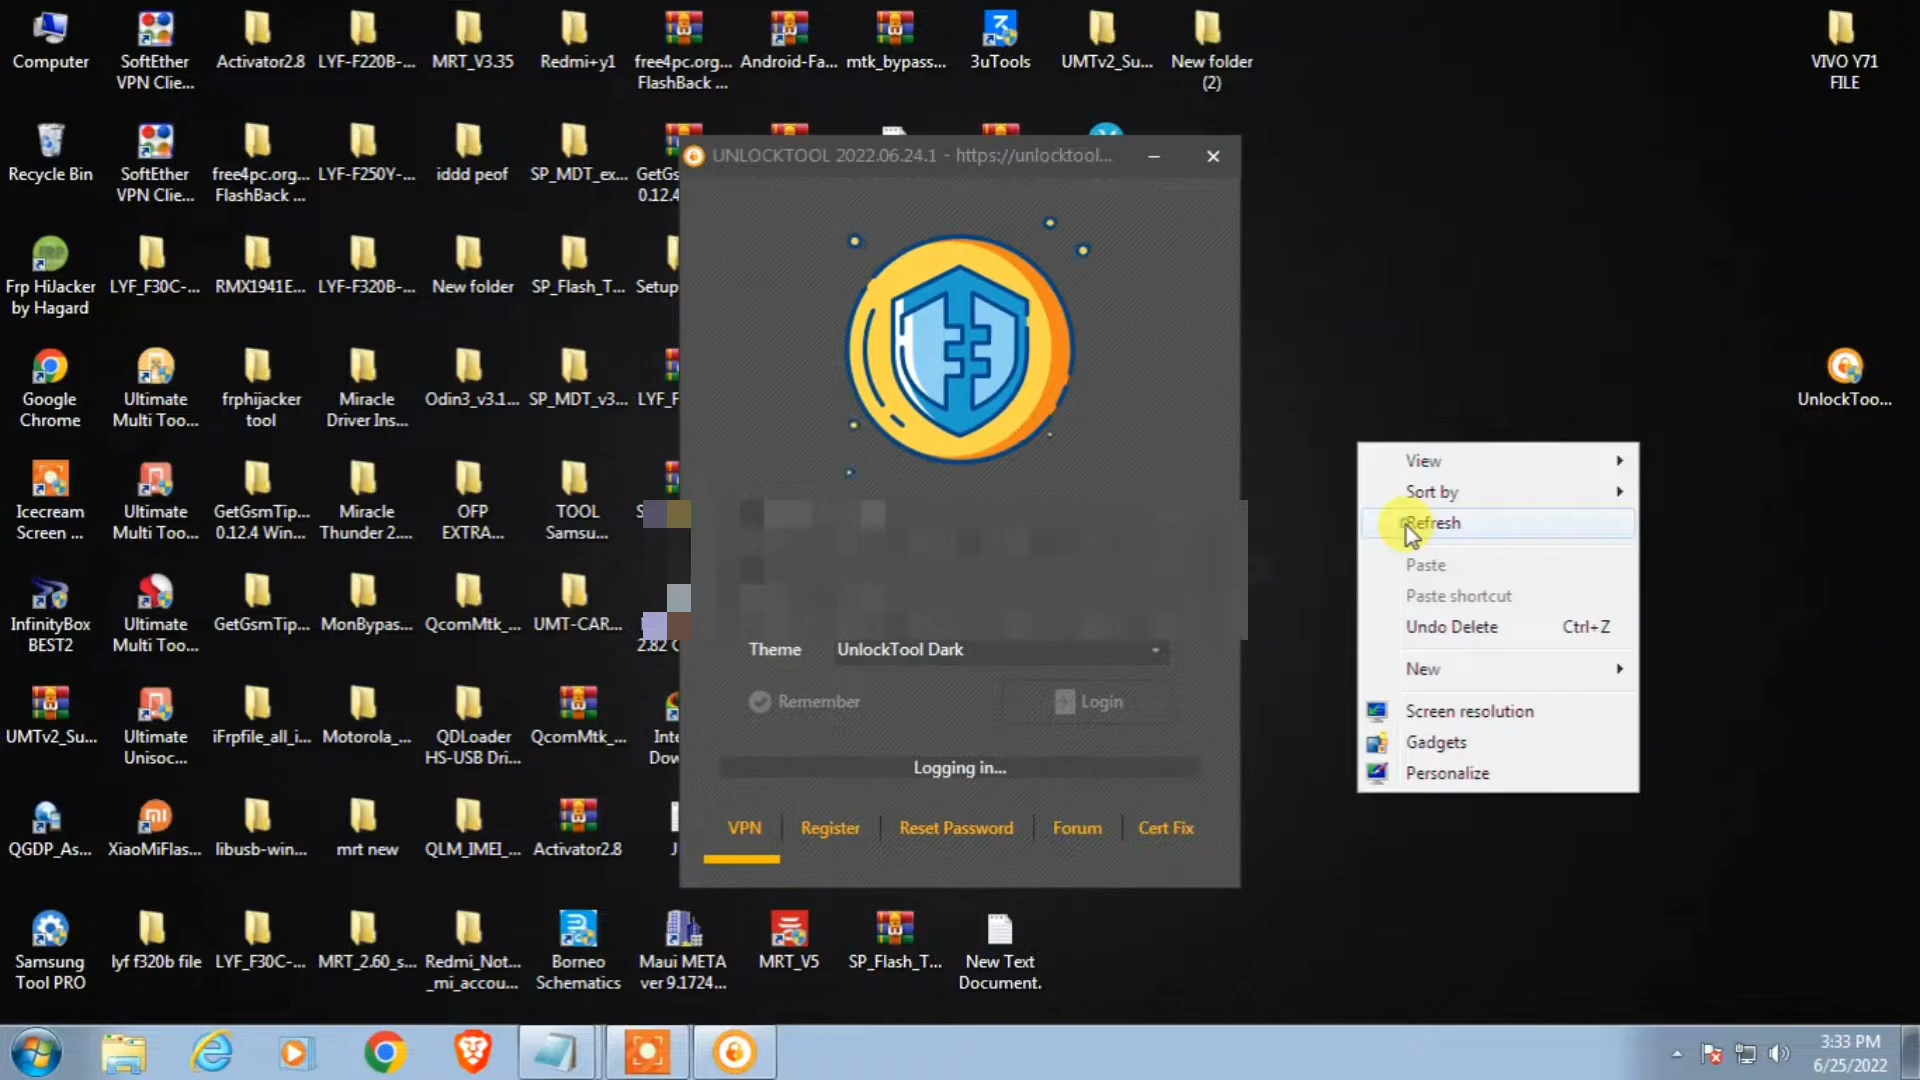 Computer
SoftEther
VPN Clie...
Activator2.8
LYF-F220B-...
MRT_V3.35
Redmi+y1
free4pc.org...
FlashBack ...
Android-Fa...
mtk_bypass...
3uTools
UMTv2_Su...
New folder
(2)
VIVO Y71
FILE
Recycle Bin
SoftEther
VPN Clie...
free4pc.org...
FlashBack ...
LYF-F250Y-...
iddd peof
SP_MDT_ex...
GetGs
0.12.4
UNLOCKTOOL 2022.06.24.1 - https://unlocktool...
Frp HiJacker
by Hagard
LYF_F30C-...
RMX1941E...
LYF-F320B-...
New folder
SP_Flash_T...
Setup
Google
Chrome
Ultimate
Multi Too...
frphijacker
tool
Miracle
Driver Ins...
Odin3_v3.1...
SP_MDT_v3...
LYF_F
UnlockToo...
Icecream
Screen ...
Ultimate
Multi Too...
GetGsmTip...
0.12.4 Win...
Miracle
Thunder 2....
OFP
EXTRA...
TOOL
Samsu...
InfinityBox
BEST2
Ultimate
Multi Too...
GetGsmTip...
MonBypas...
QcomMtk_...
UMT-CAR...
2.82 C
View
Sort by
Refresh
Paste
Paste shortcut
Undo Delete Ctrl+Z
New
Screen resolution
Gadgets
Personalize
Theme UnlockTool Dark
Remember Login
Logging in...
VPN Register Reset Password Forum Cert Fix
UMTv2_Su...
Ultimate
Unisoc...
iFrpfile_all_i...
Motorola_...
QDLoader
HS-USB Dri...
QcomMtk_...
Inte
Dow
QGDP_As...
XiaoMiFlas...
libusb-win...
mrt new
QLM_IMEI_...
Activator2.8
J
Samsung
Tool PRO
lyf f320b file
LYF_F30C-...
MRT_2.60_s...
Redmi_Not...
_mi_accou...
Borneo
Schematics
Maui META
ver 9.1724...
MRT_V5
SP_Flash_T...
New Text
Document.
3:33 PM
6/25/2022